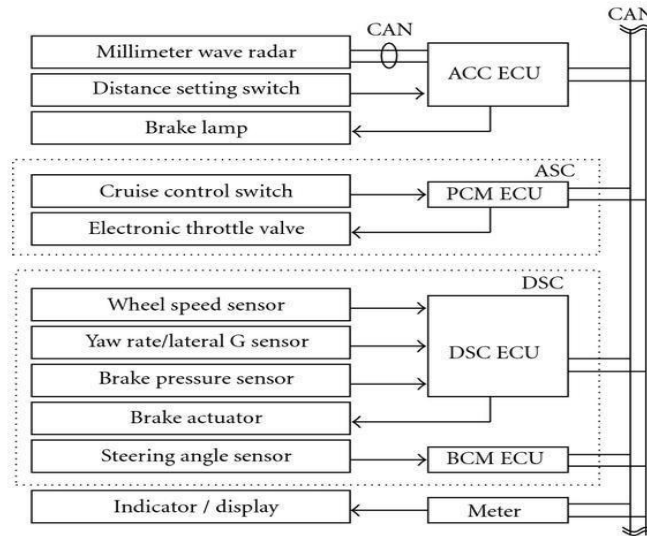 CAN
CAN
Millimeter wave radar
ACC ECU
Distance setting switch
Brake lamp
ASC
Cruise control switch
PCM ECU
Electronic throttle valve
DSC
Wheel speed sensor
Yaw rate/lateral G sensor
DSC ECU
Brake pressure sensor
Brake actuator
Steering angle sensor
BCM ECU
Indicator / display
Meter